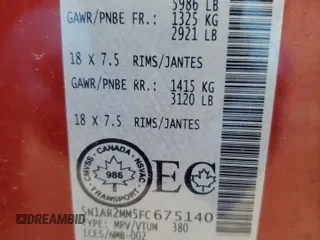 5986 LB
GAWR/PNBE FR.: 1325 KG
2921 LB
18 X 7.5 RIMS/JANTES
GAWR/PNBE RR.: 1415 KG
3120 LB
18 X 7.5 RIMS/JANTES
CANADA
CMVSS NSVAC
986
TRANSPORT
EC
5N1AR2MM5FC675140
TYPE: MPV/VTUM 380
ICES/NMB-002
DREAMBID